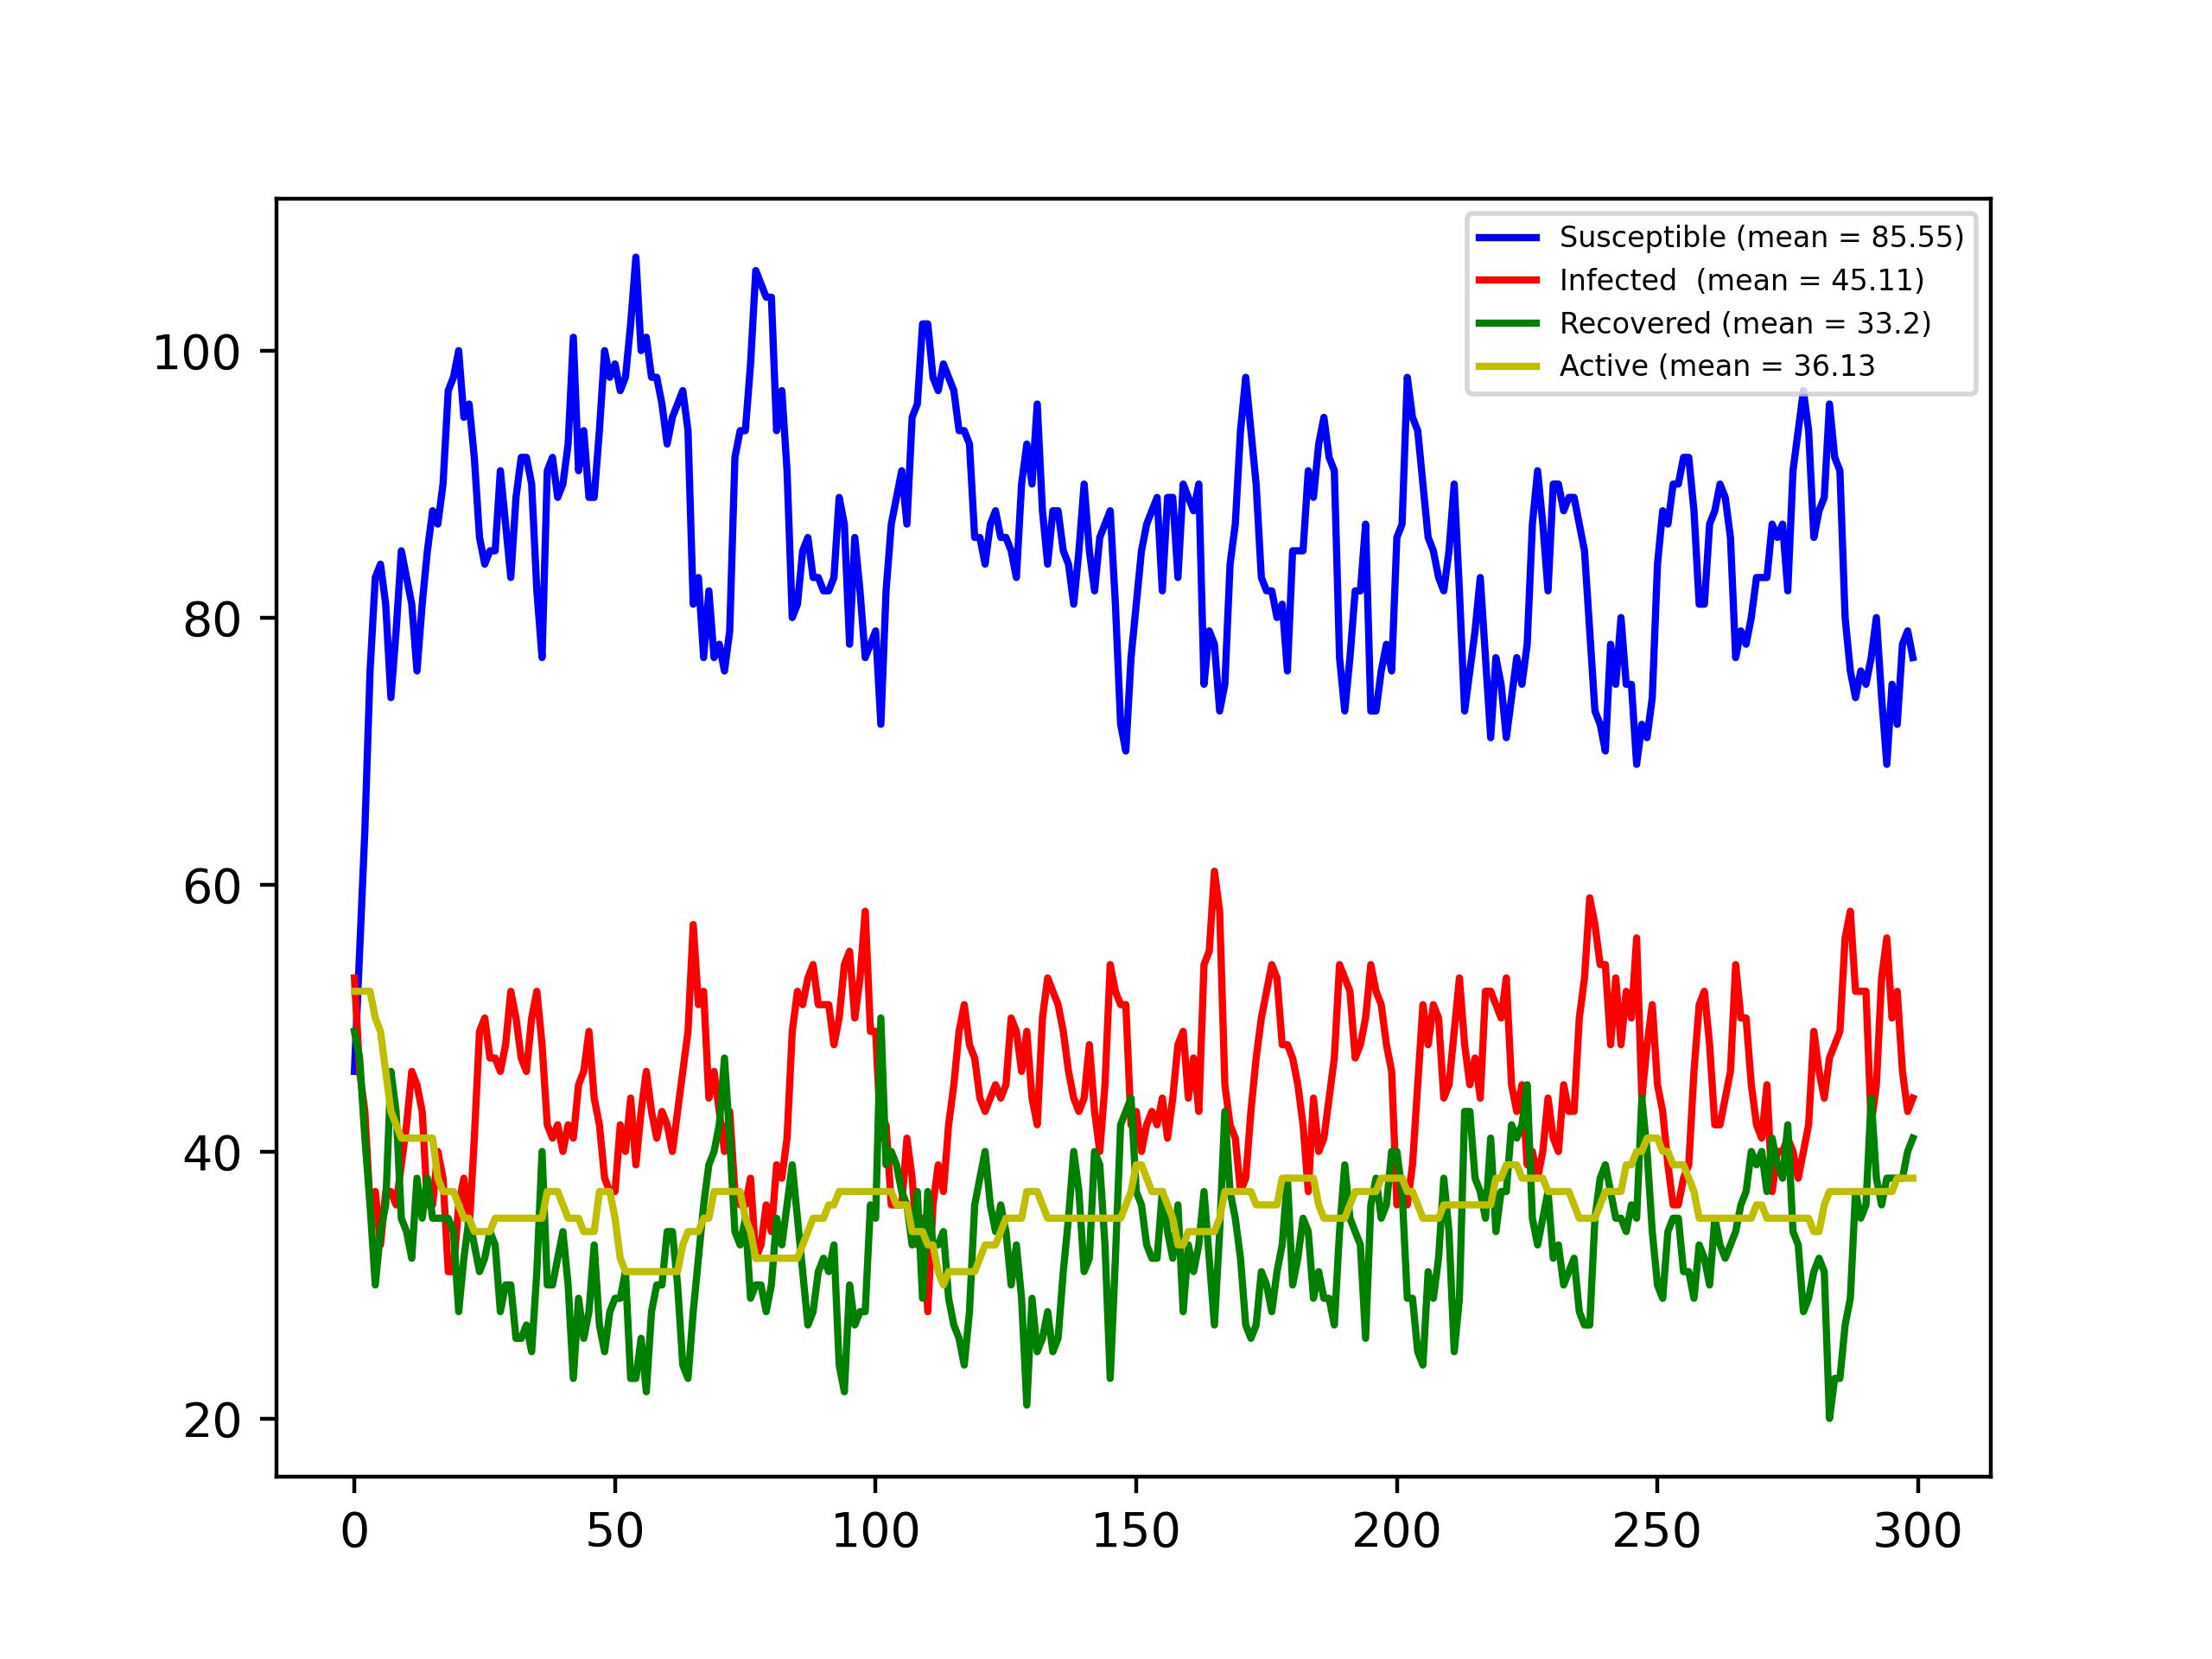 Susceptible (mean = 85.55)
Infected  (mean = 45.11)
Recovered (mean = 33.2)
Active (mean = 36.13
100
80
60
40
20
0 50 100 150 200 250 300